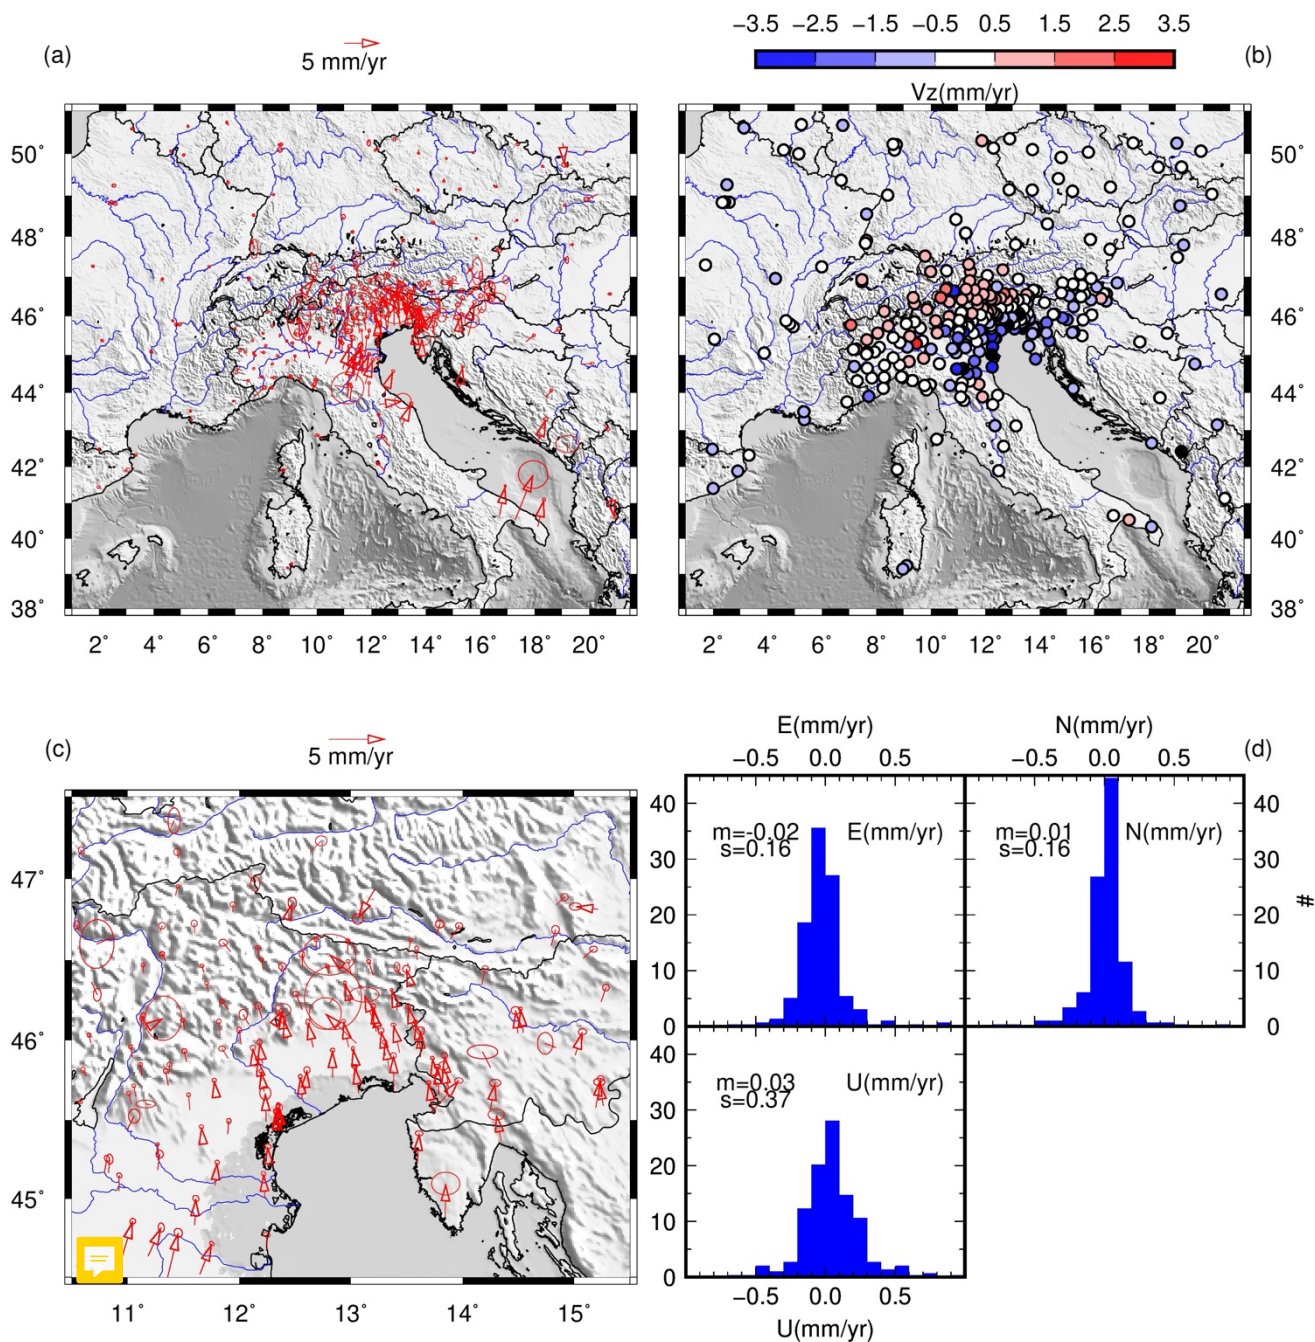 (a)
5 mm/yr
−3.5 −2.5 −1.5 −0.5 0.5 1.5 2.5 3.5
Vz(mm/yr)
(b)
50˚
48˚
46˚
44˚
42˚
40˚
38˚
2˚ 4˚ 6˚ 8˚ 10˚ 12˚ 14˚ 16˚ 18˚ 20˚
50˚
48˚
46˚
44˚
42˚
40˚
38˚
2˚ 4˚ 6˚ 8˚ 10˚ 12˚ 14˚ 16˚ 18˚ 20˚
(c)
5 mm/yr
47˚
46˚
45˚
11˚ 12˚ 13˚ 14˚ 15˚
E(mm/yr)
−0.5 0.0 0.5
N(mm/yr)
−0.5 0.0 0.5
(d)
40
30
20
10
0
m=-0.02
s=0.16
E(mm/yr)
m=0.01
s=0.16
N(mm/yr)
40
30
20
10
0
#
40
30
20
10
0
m=0.03
s=0.37
U(mm/yr)
−0.5 0.0 0.5
U(mm/yr)